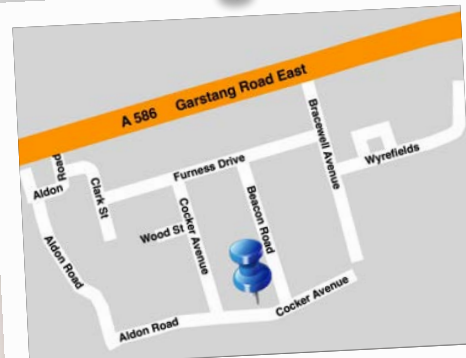 A 586 Garstang Road East
Road
Aldon
Clark St
Furness Drive
Bracewell Avenue
Wyrefields
Wood St
Cocker Avenue
Beacon Road
Aldon Road
Aldon Road
Cocker Avenue